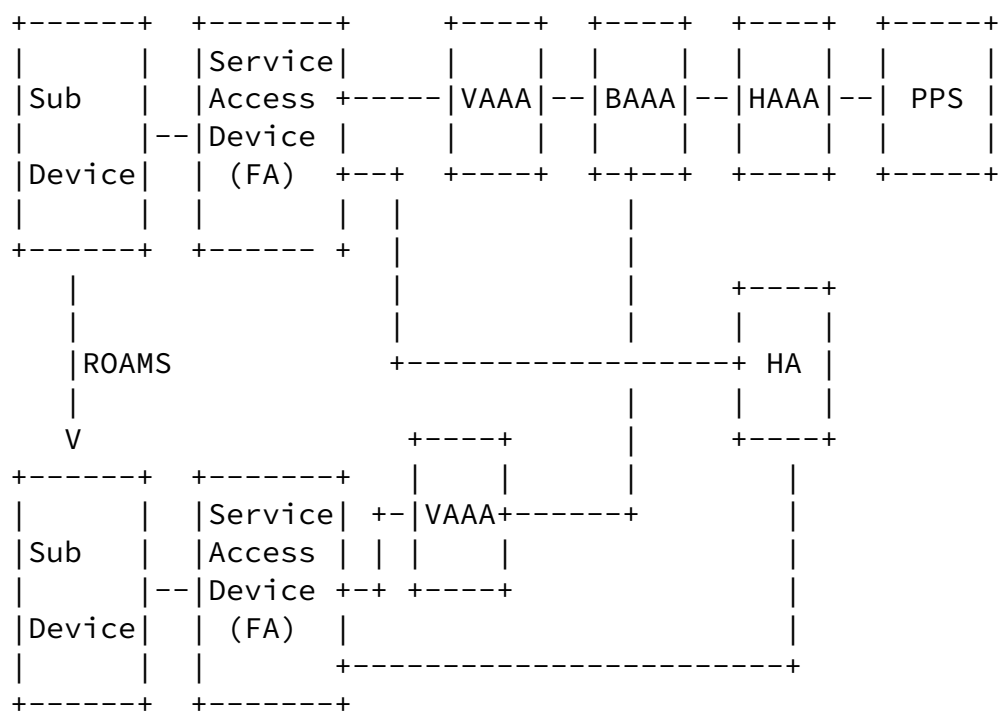 Service
Sub Access VAAA BAAA HAAA PPS
Device
Device (FA)
ROAMS HA
Service VAAA
Sub Access
Device
Device (FA)